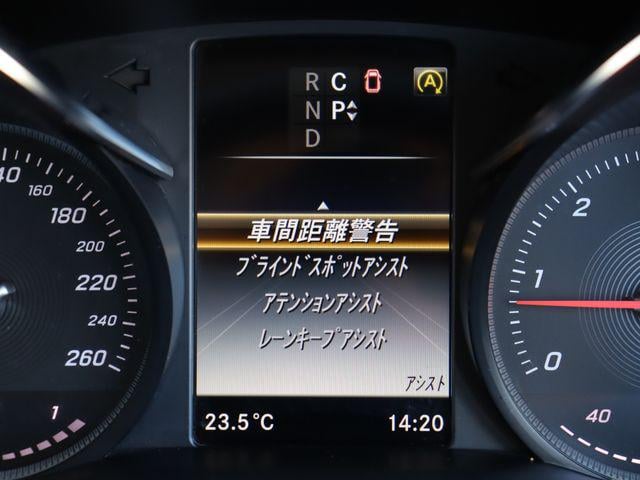 R C
N P
D
A
40
160
180
200
220
240
260
1
車間距離警告
ブラインドスポットアシスト
アテンションアシスト
レーンキープアシスト
アシスト
23.5℃ 14:20
2
1
0
40